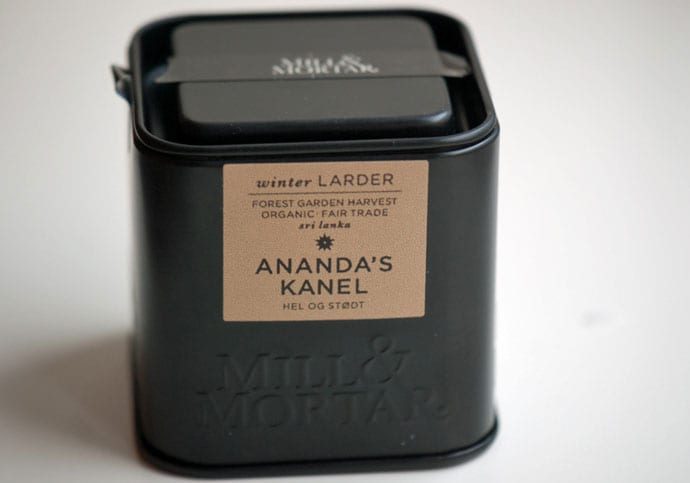 MILL&
MORTAR.
winter LARDER
FOREST GARDEN HARVEST
ORGANIC · FAIR TRADE
sri lanka
ANANDA'S
KANEL
HEL OG STØDT
MILL&
MORTAR.